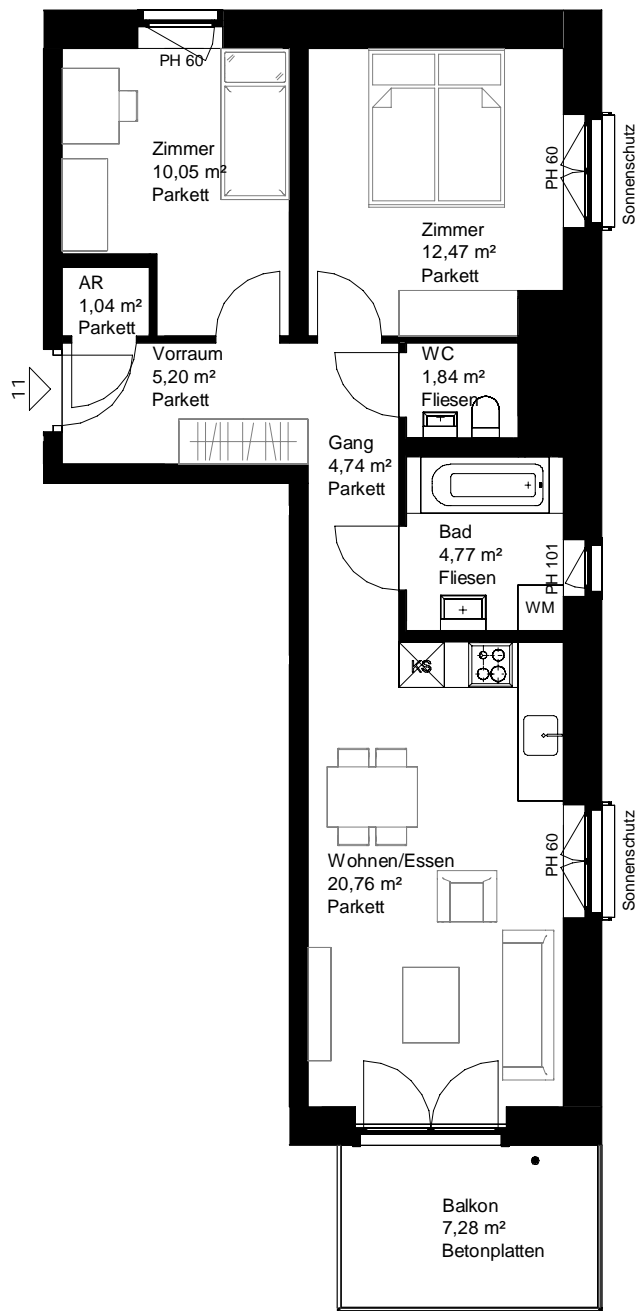 PH 60
Zimmer
10,05 m²
Parkett
Zimmer
12,47 m²
Parkett
PH 60
Sonnenschutz
AR
1,04 m²
Parkett
11
Vorraum
5,20 m²
Parkett
WC
1,84 m²
Fliesen
Gang
4,74 m²
Parkett
Bad
4,77 m²
Fliesen
PH 101
WM
KS
Wohnen/Essen
20,76 m²
Parkett
PH 60
Sonnenschutz
Balkon
7,28 m²
Betonplatten